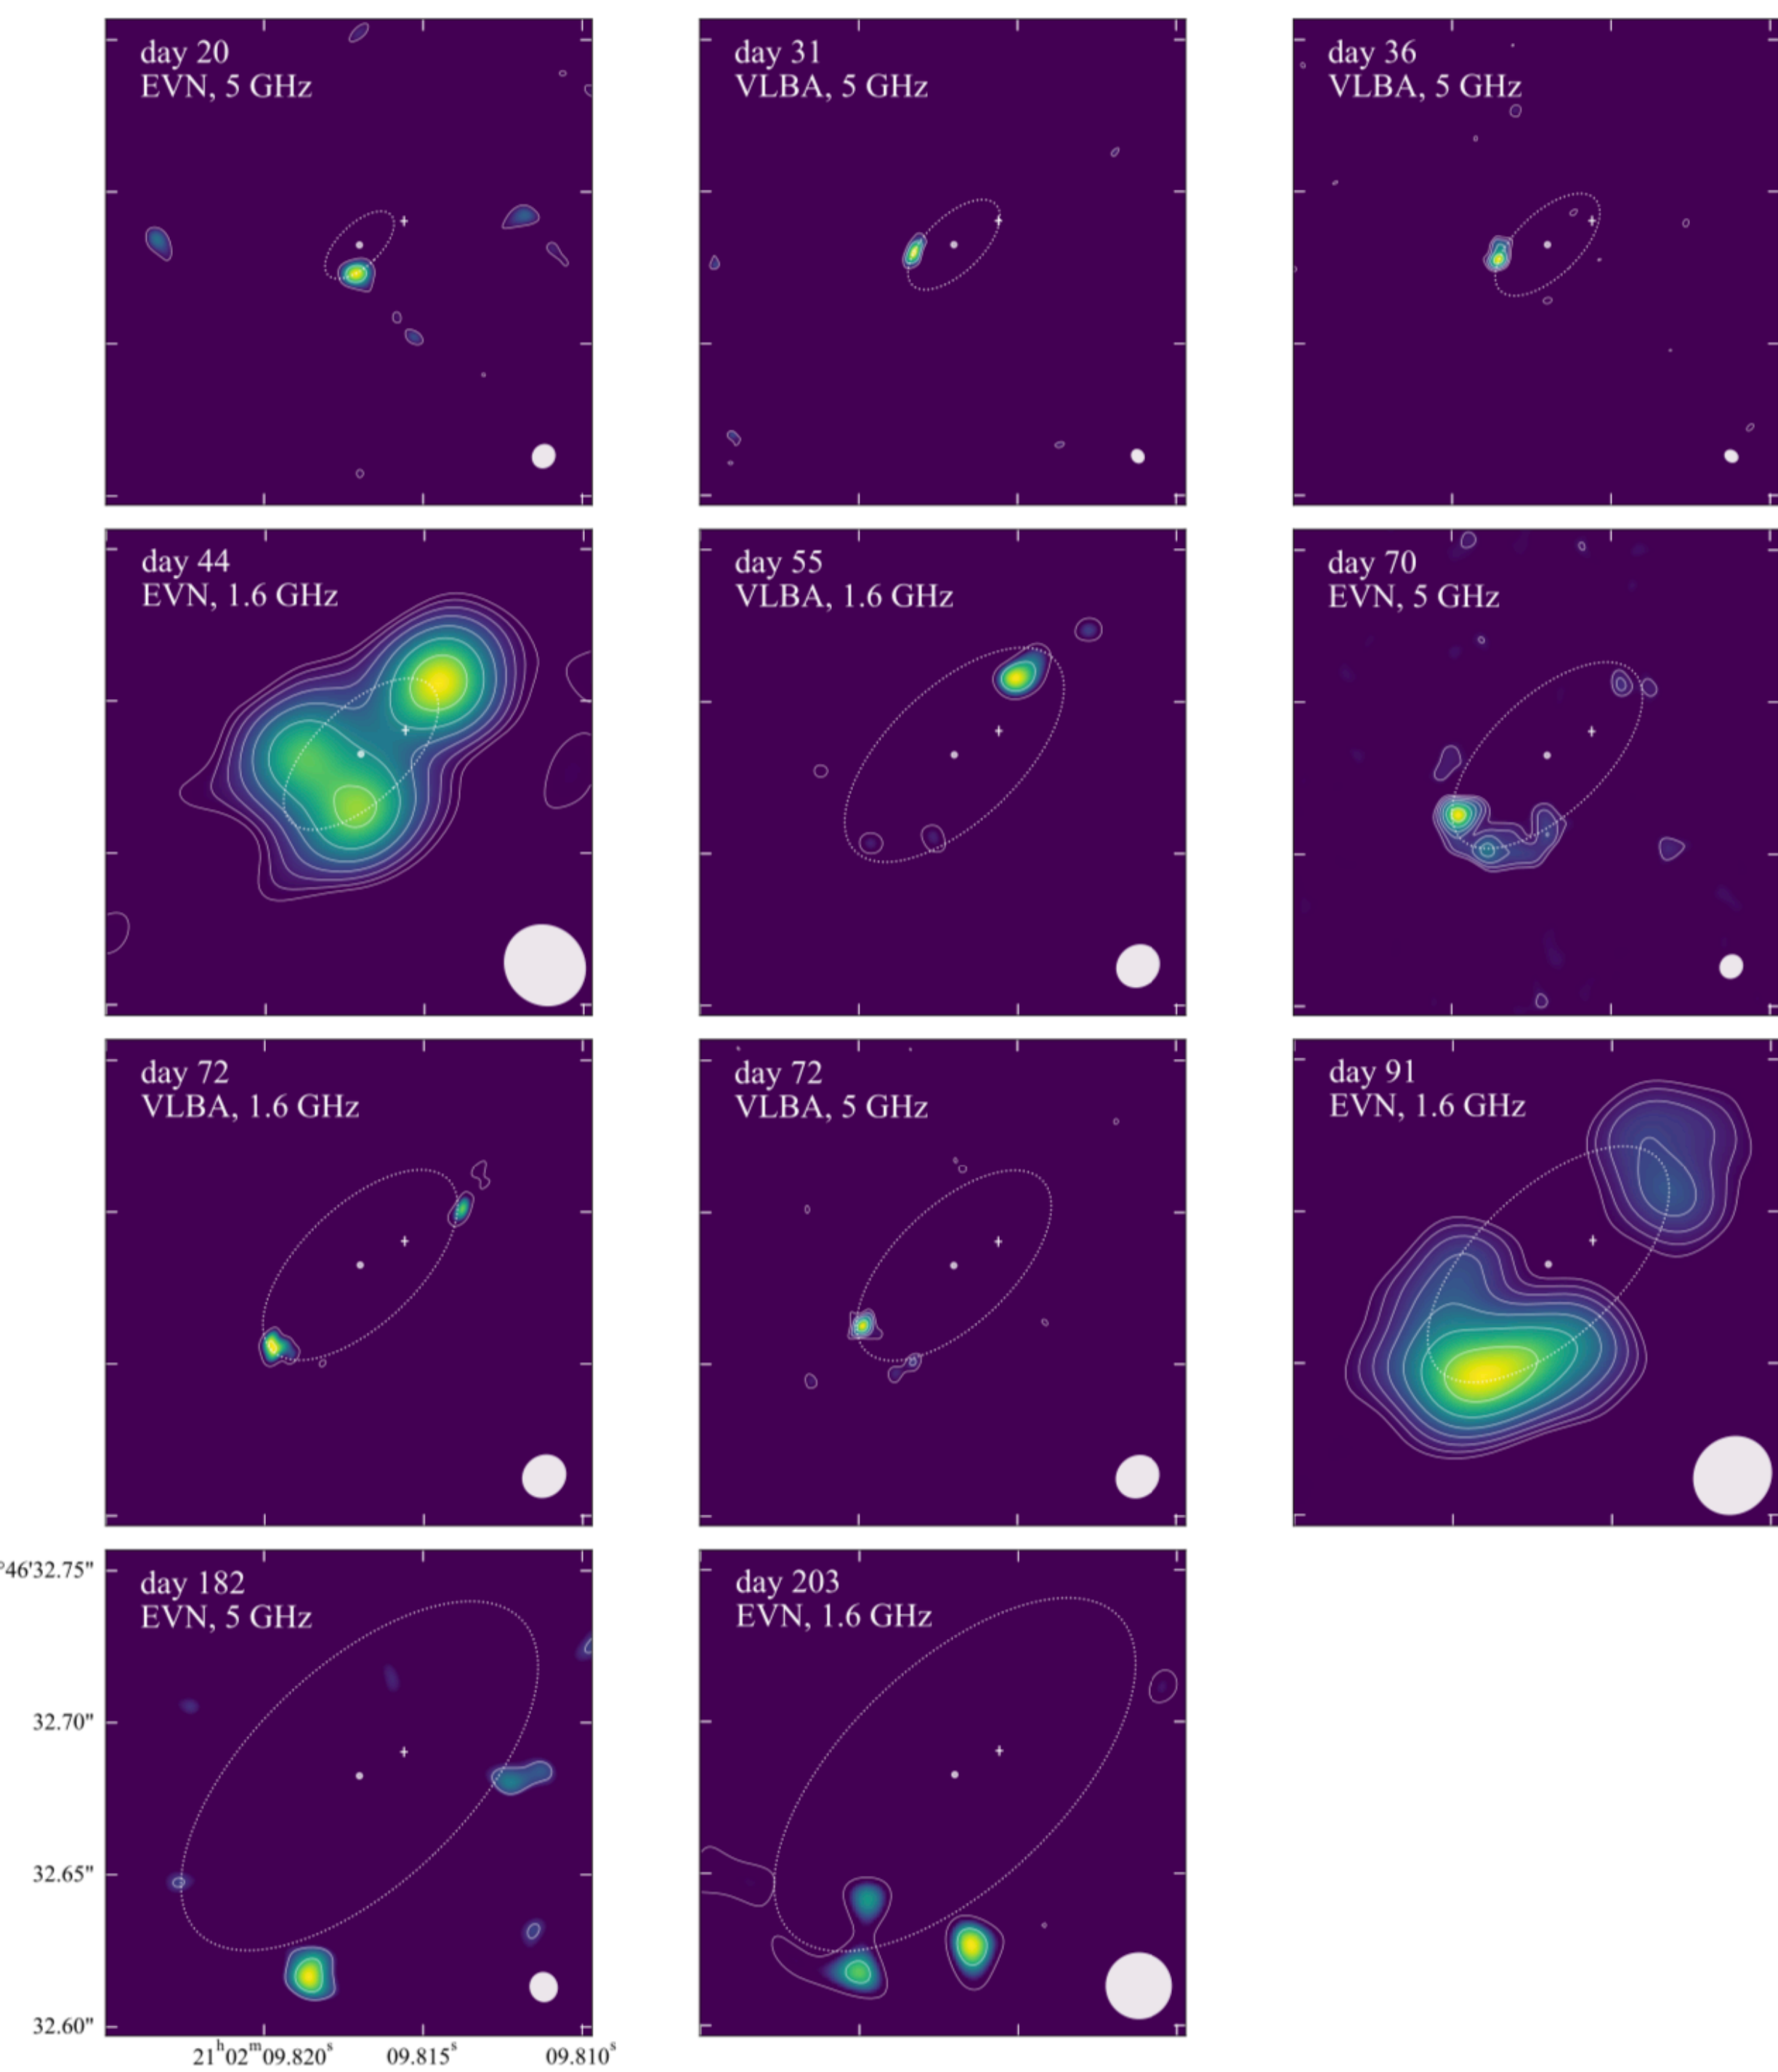 day 20
EVN, 5 GHz
day 31
VLBA, 5 GHz
day 36
VLBA, 5 GHz
day 44
EVN, 1.6 GHz
day 55
VLBA, 1.6 GHz
day 70
EVN, 5 GHz
day 72
VLBA, 1.6 GHz
day 72
VLBA, 5 GHz
day 91
EVN, 1.6 GHz
°46'32.75"
day 182
EVN, 5 GHz
day 203
EVN, 1.6 GHz
32.70"
32.65"
32.60"
21ʰ02ᵐ09.820ˢ 09.815ˢ 09.810ˢ